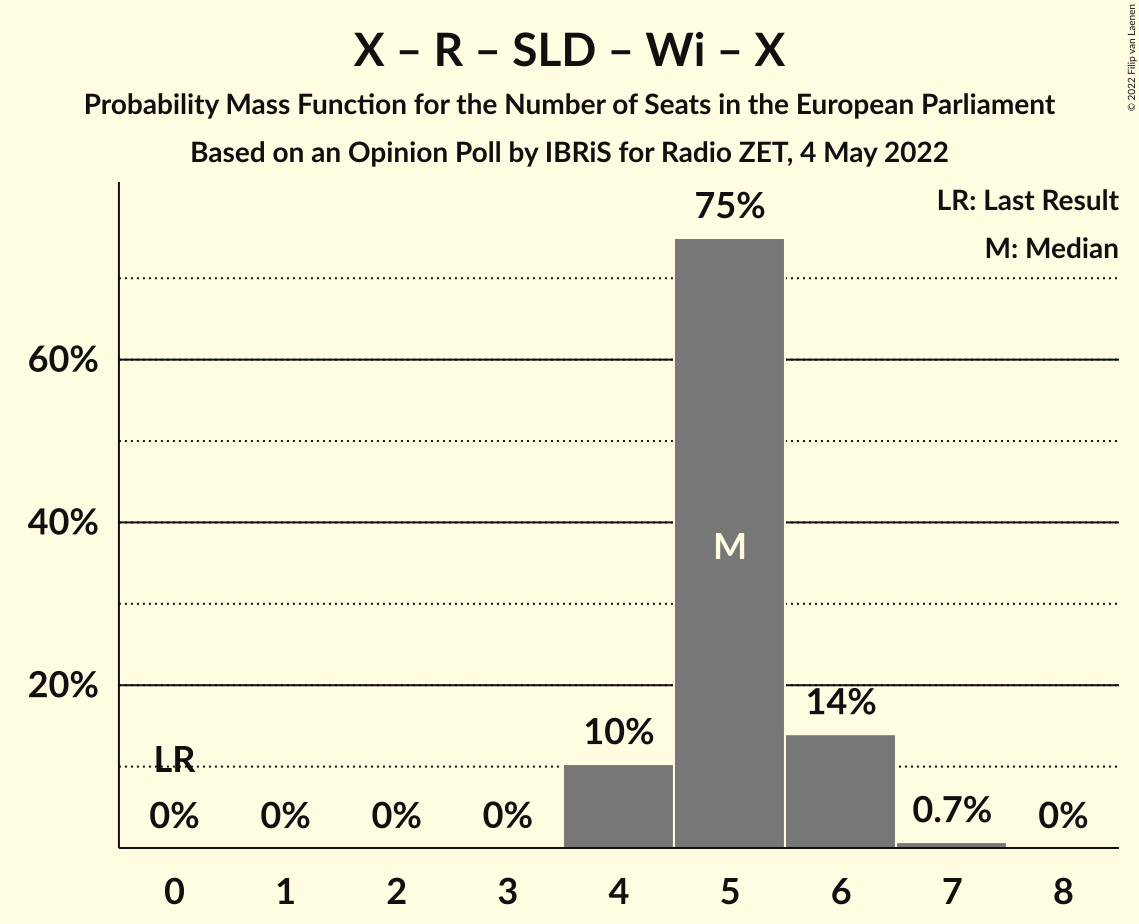 X – R – SLD – Wi – X
Probability Mass Function for the Number of Seats in the European Parliament
Based on an Opinion Poll by IBRiS for Radio ZET, 4 May 2022
© 2022 Filip van Laenen
LR: Last Result
M: Median
75%
60%
40%
M
20%
14%
10%
LR
0% 0% 0% 0% 0.7% 0%
0 1 2 3 4 5 6 7 8